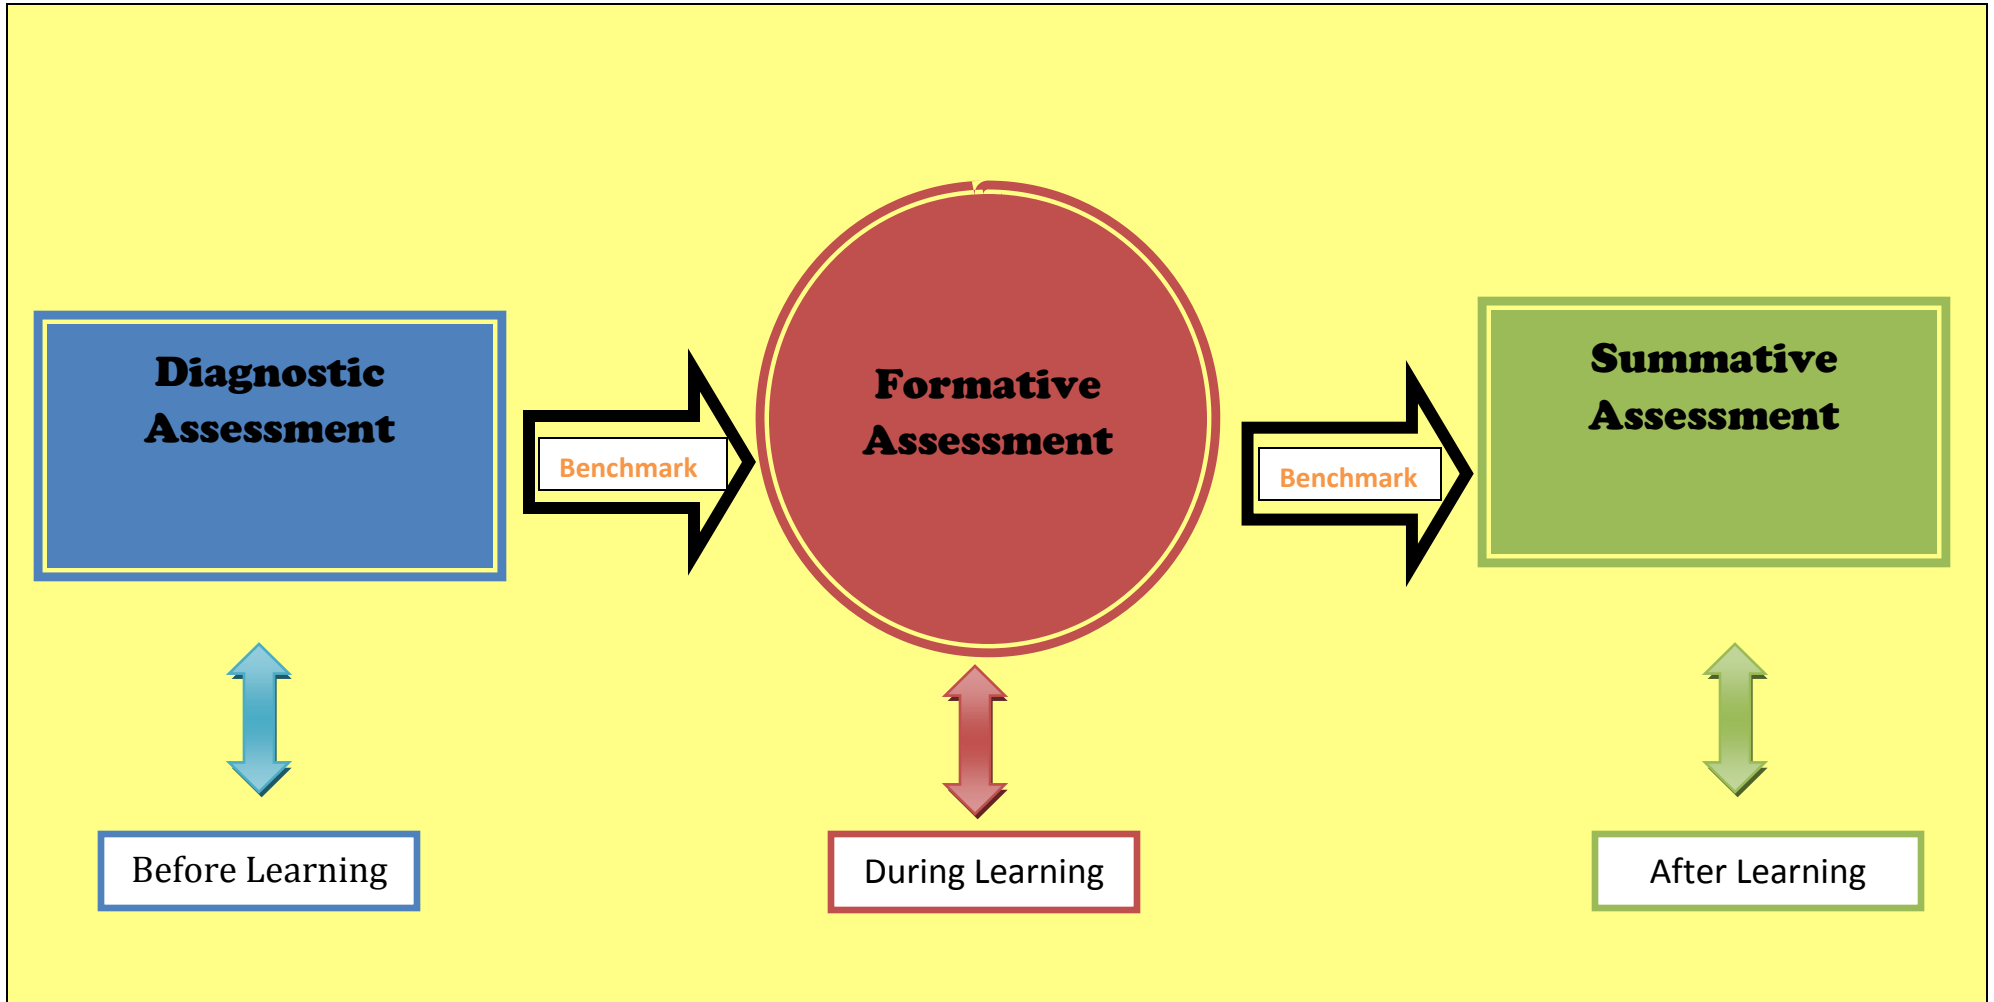 Diagnostic
Assessment
Benchmark
Formative
Assessment
Benchmark
Summative
Assessment
Before Learning
During Learning
After Learning